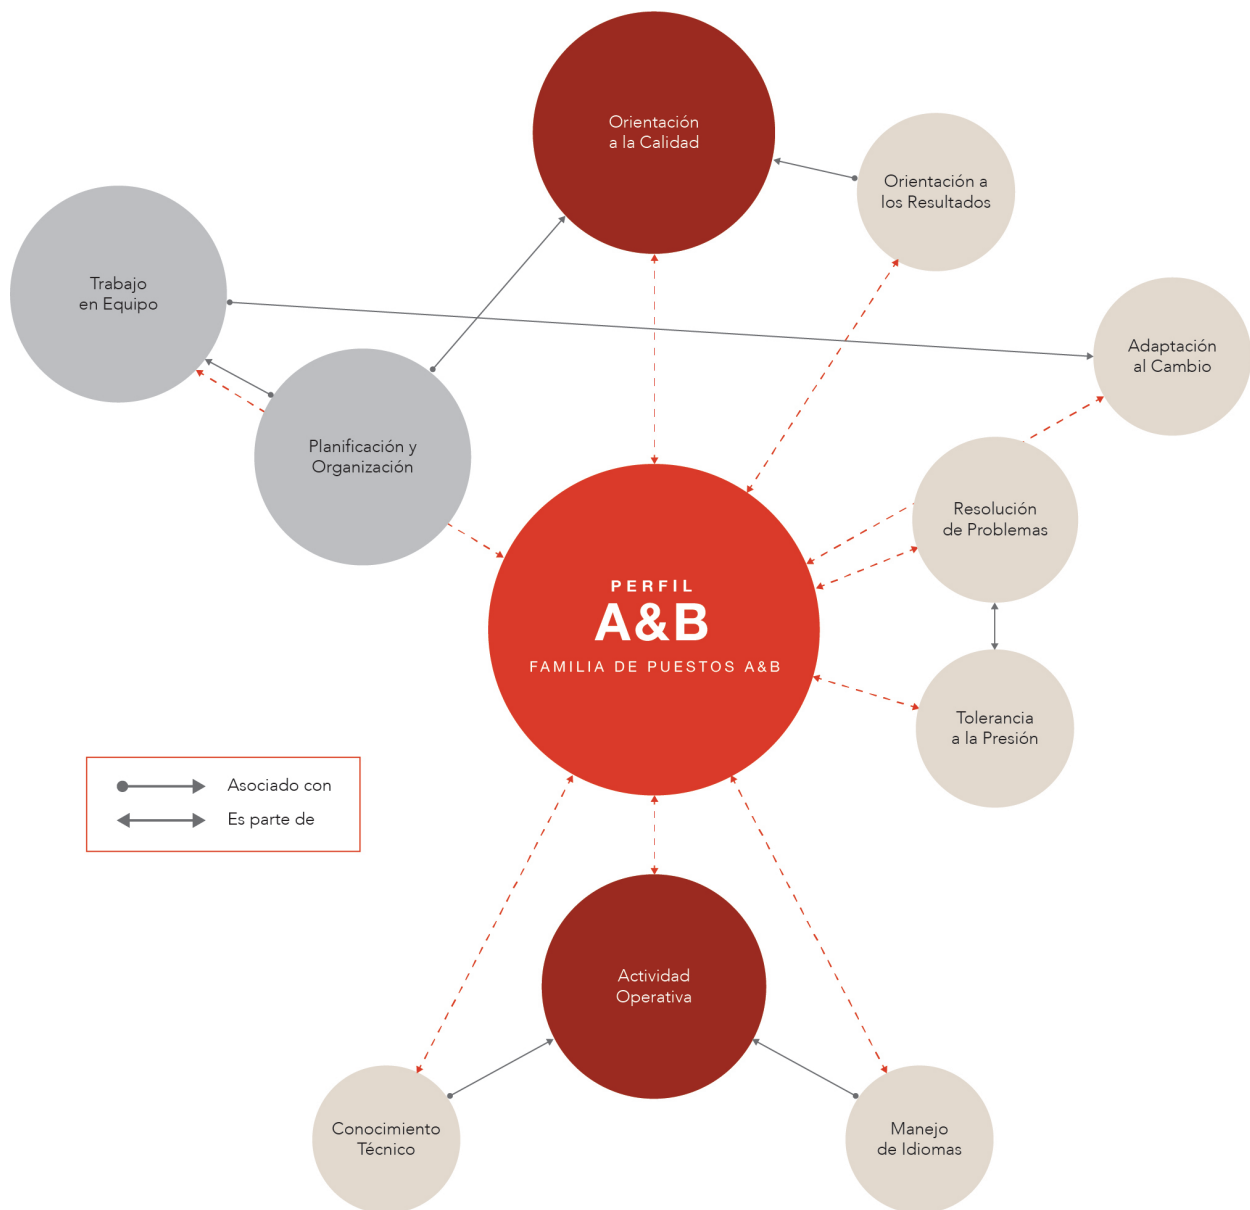 Orientación
a la Calidad
Orientación a
los Resultados
Trabajo
en Equipo
Adaptación
al Cambio
Planificación y
Organización
Resolución
de Problemas
PERFIL
A&B
FAMILIA DE PUESTOS A&B
Tolerancia
a la Presión
Asociado con
Es parte de
Actividad
Operativa
Conocimiento
Técnico
Manejo
de Idiomas